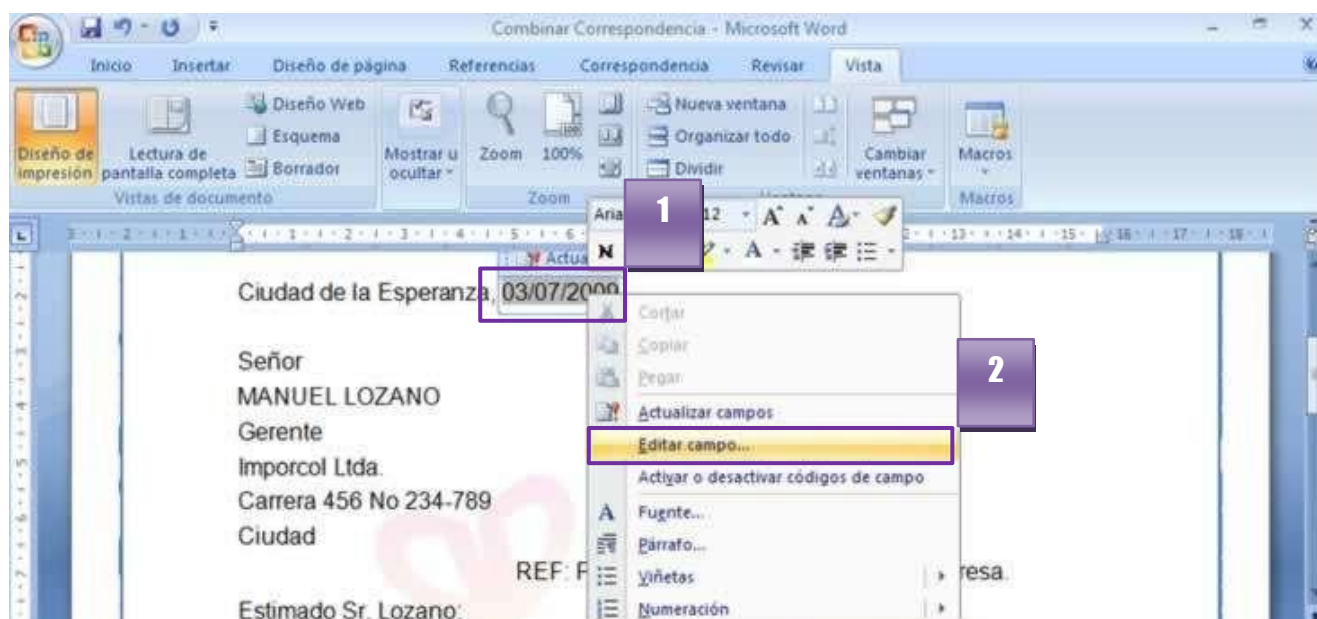 Combinar Correspondencia - Microsoft Word
Inicio Insertar Diseño de página Referencias Correspondencia Revisar Vista
Diseño de impresión
Lectura de pantalla completa
Diseño Web
Esquema
Borrador
Mostrar u ocultar
Zoom
100%
Nueva ventana
Organizar todo
Dividir
Cambiar ventanas
Macros
Vistas de documento
Zoom
Macros
1
12
N
Ciudad de la Esperanza, 03/07/2009
Cortar
Copiar
Pegar
Actualizar campos
Editar campo...
Activar o desactivar códigos de campo
Fuente...
Párrafo...
Viñetas
Numeración
2
Señor
MANUEL LOZANO
Gerente
Imporcol Ltda.
Carrera 456 No 234-789
Ciudad
REF:
resa.
Estimado Sr. Lozano: